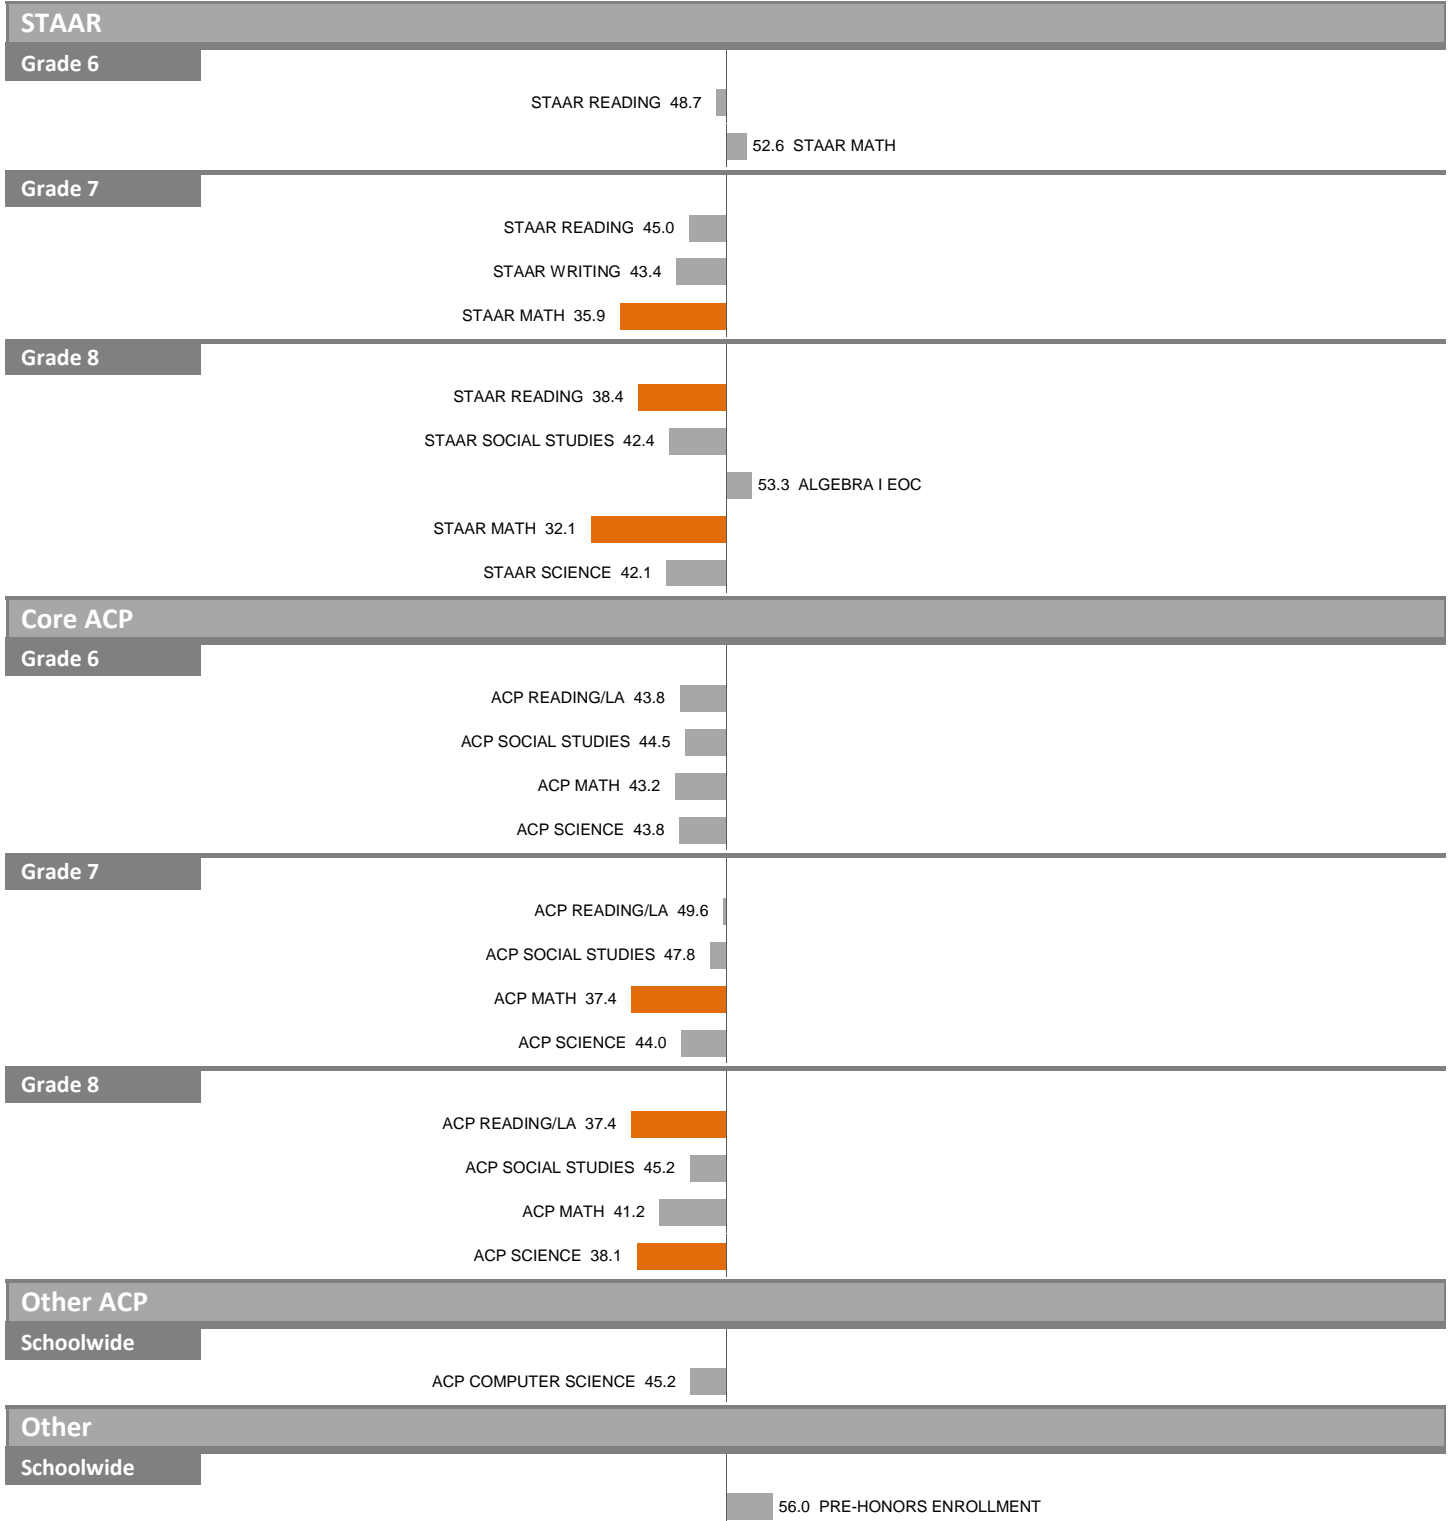 STAAR
Grade 6
STAAR READING 48.7
52.6 STAAR MATH
Grade 7
STAAR READING 45.0
STAAR WRITING 43.4
STAAR MATH 35.9
Grade 8
STAAR READING 38.4
STAAR SOCIAL STUDIES 42.4
53.3 ALGEBRA I EOC
STAAR MATH 32.1
STAAR SCIENCE 42.1
Core ACP
Grade 6
ACP READING/LA 43.8
ACP SOCIAL STUDIES 44.5
ACP MATH 43.2
ACP SCIENCE 43.8
Grade 7
ACP READING/LA 49.6
ACP SOCIAL STUDIES 47.8
ACP MATH 37.4
ACP SCIENCE 44.0
Grade 8
ACP READING/LA 37.4
ACP SOCIAL STUDIES 45.2
ACP MATH 41.2
ACP SCIENCE 38.1
Other ACP
Schoolwide
ACP COMPUTER SCIENCE 45.2
Other
Schoolwide
56.0 PRE-HONORS ENROLLMENT